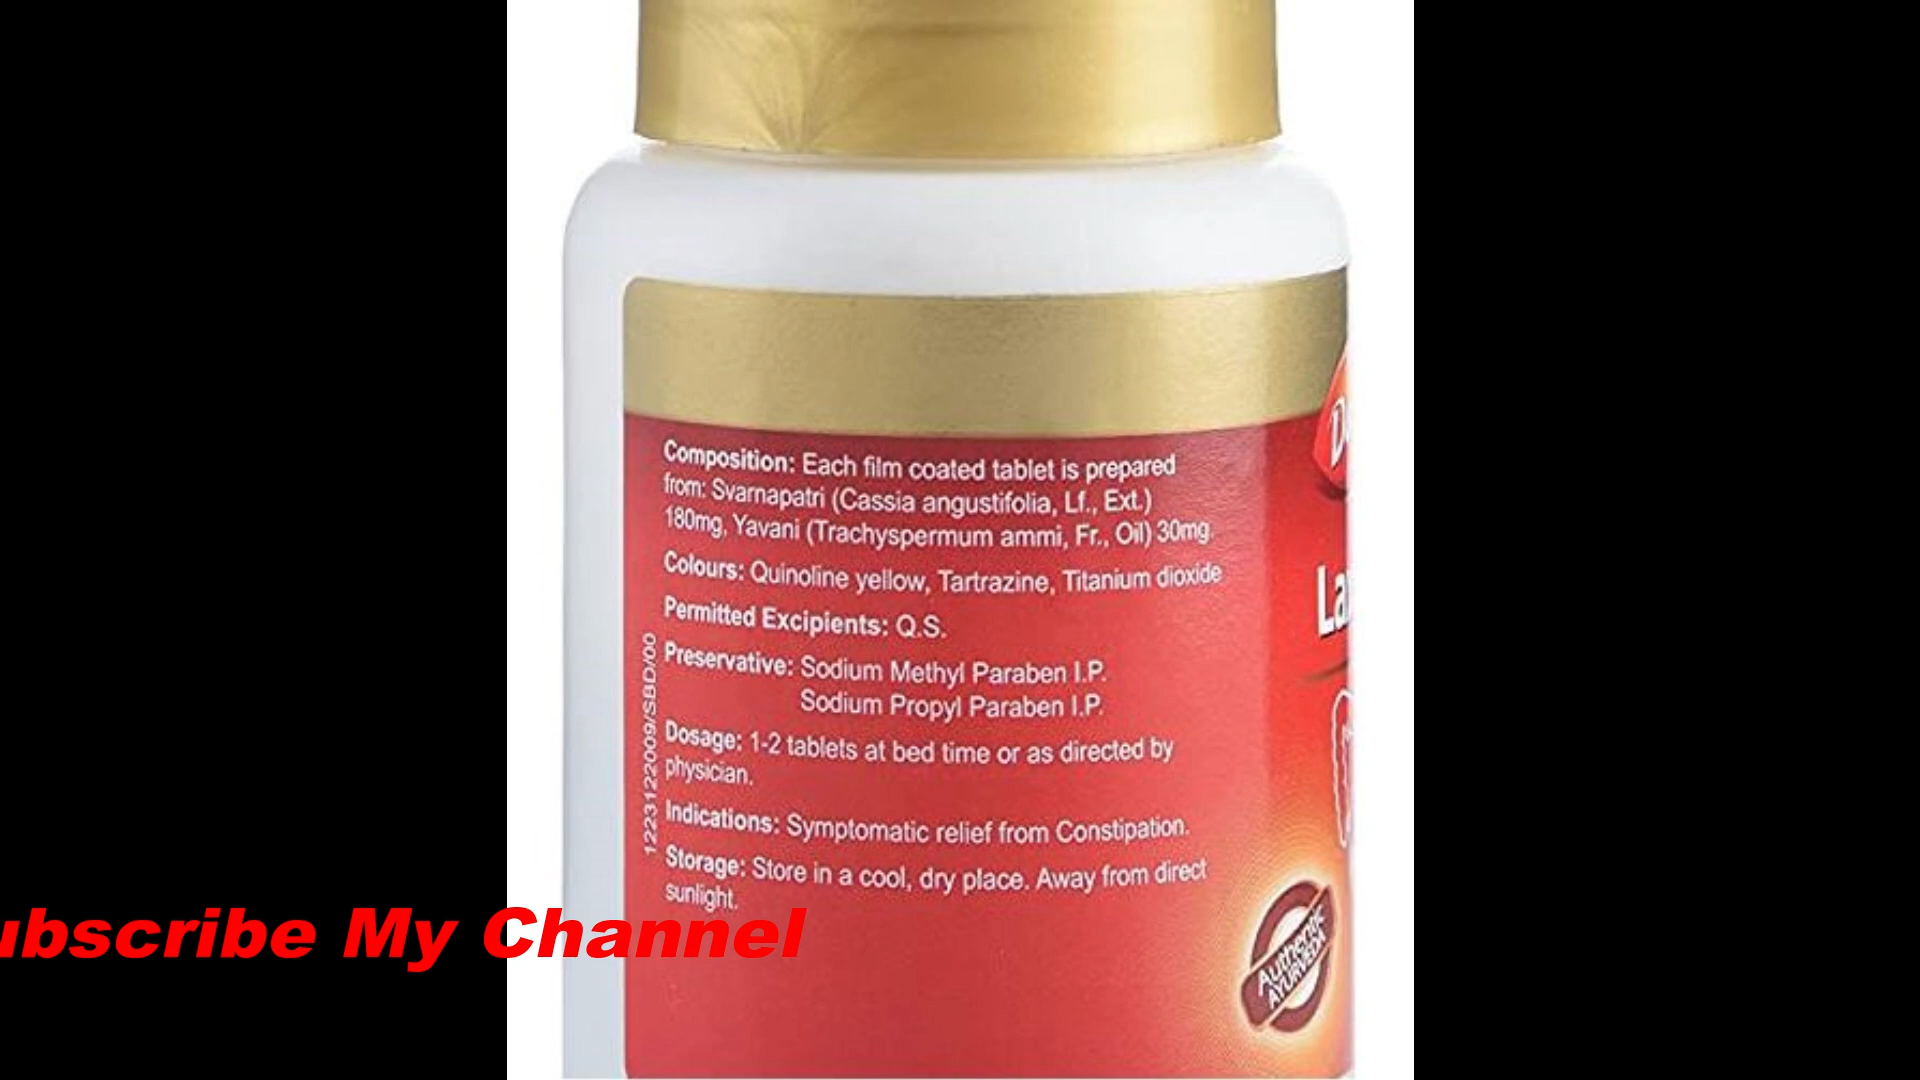 Composition: Each film coated tablet is prepared
from: Svarnapatri (Cassia angustifolia, Lf., Ext.)
180mg, Yavani (Trachyspermum ammi, Fr., Oil) 30mg.
Colours: Quinoline yellow, Tartrazine, Titanium dioxide
Permitted Excipients: Q.S.
Preservative: Sodium Methyl Paraben I.P.
Sodium Propyl Paraben I.P.
Dosage: 1-2 tablets at bed time or as directed by
physician.
Indications: Symptomatic relief from Constipation.
Storage: Store in a cool, dry place. Away from direct
sunlight.
1223122009/SBD/00
La
Authentic
AYURVEDA
ubscribe My Channel